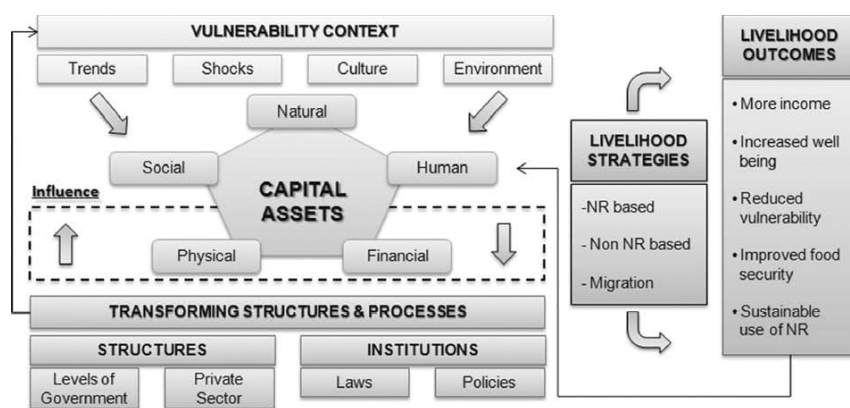 VULNERABILITY CONTEXT
Trends
Shocks
Culture
Environment
Natural
Social
Human
CAPITAL
ASSETS
Influence
Physical
Financial
TRANSFORMING STRUCTURES & PROCESSES
STRUCTURES
INSTITUTIONS
Levels of
Government
Private
Sector
Laws
Policies
LIVELIHOOD
STRATEGIES
-NR based
- Non NR based
- Migration
LIVELIHOOD
OUTCOMES
• More income
• Increased well
being
• Reduced
vulnerability
• Improved food
security
• Sustainable
use of NR